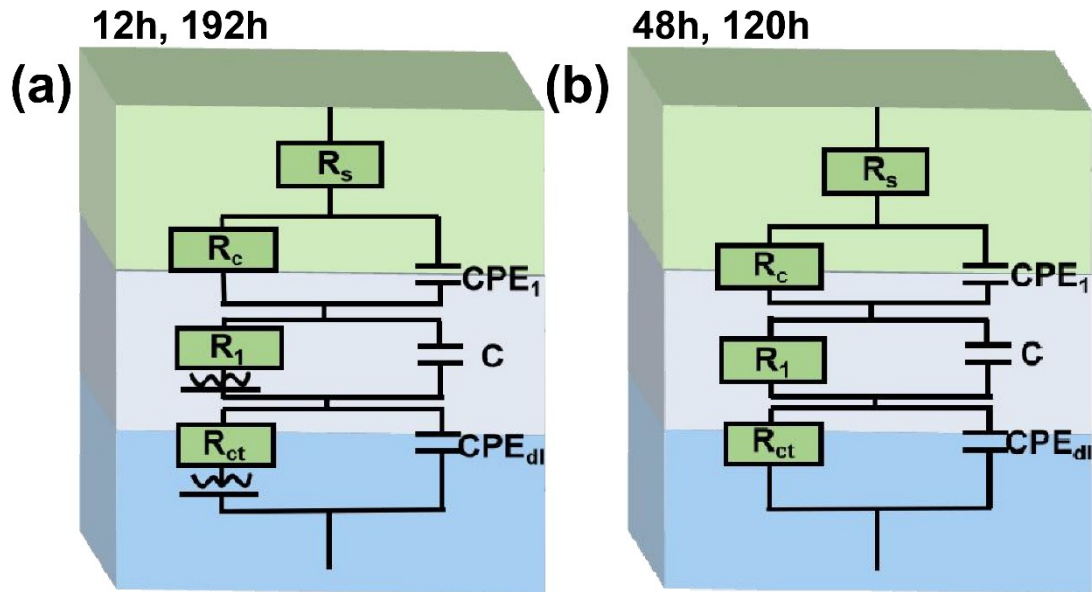 12h, 192h
48h, 120h
(a)
(b)
Rs
Rc
CPE1
R1
C
Rct
CPEdl
Rs
Rc
CPE1
R1
C
Rct
CPEdl